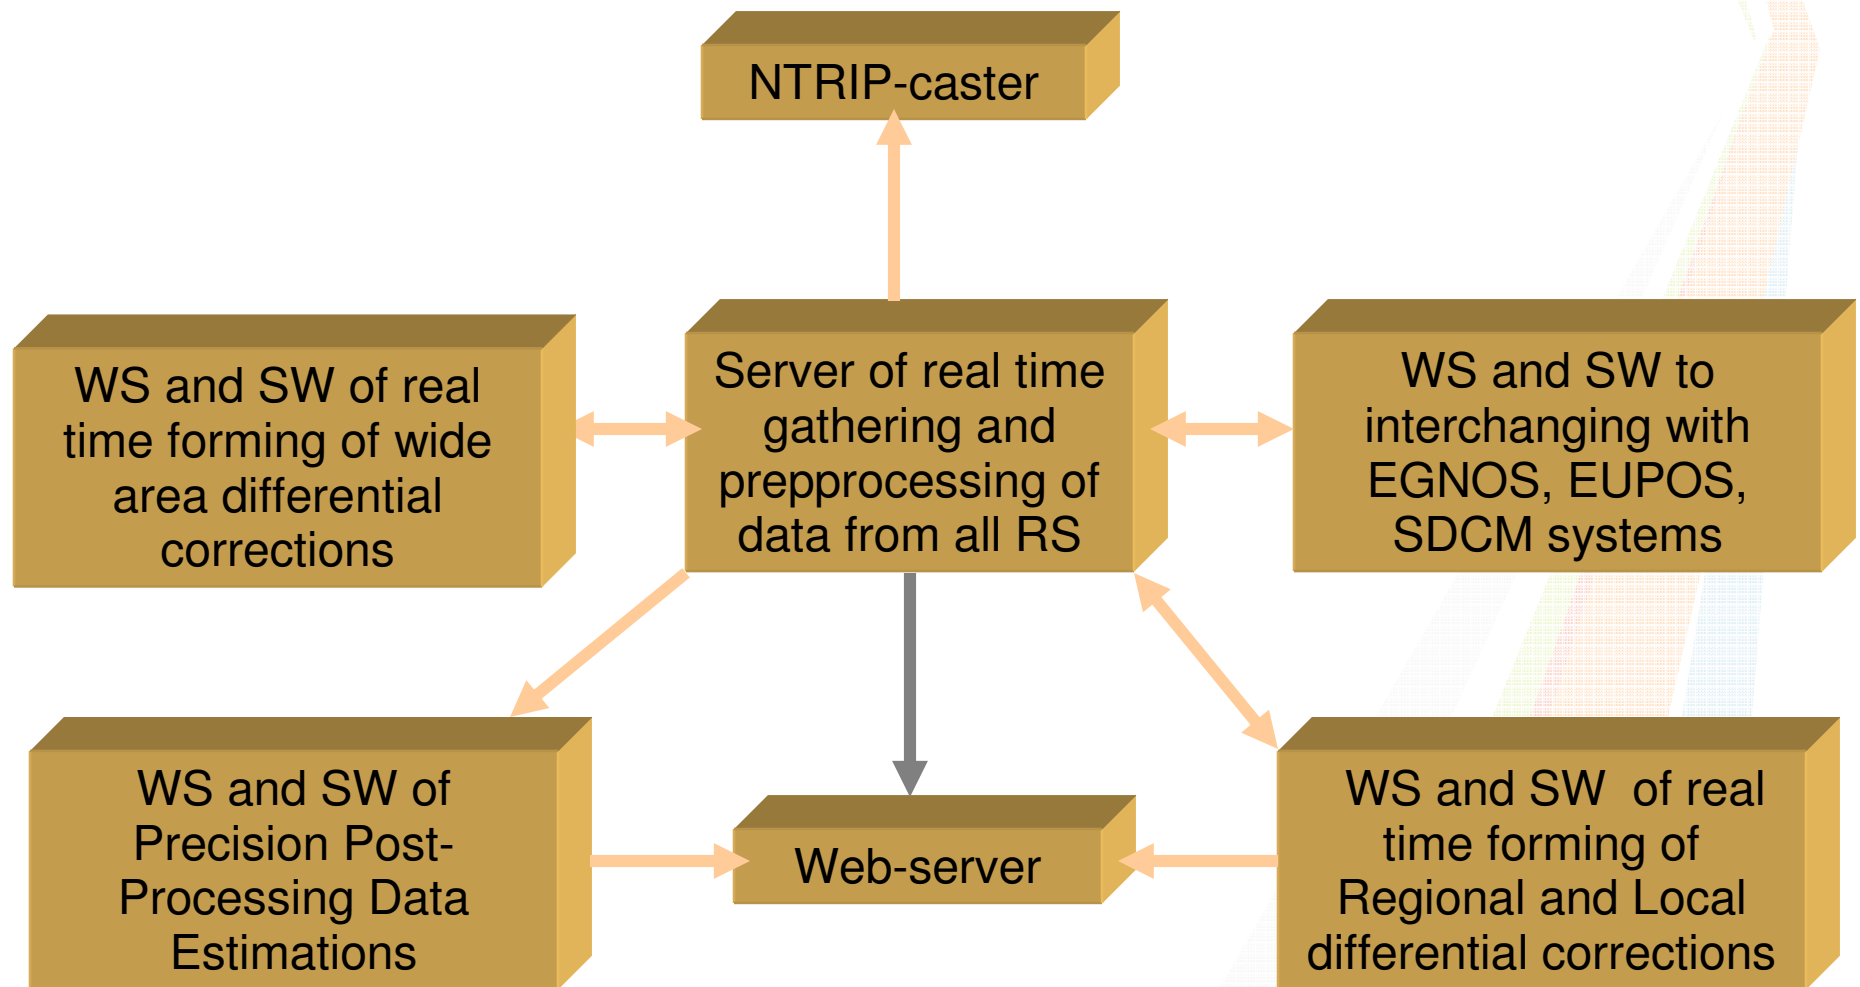 NTRIP-caster
WS and SW of real
time forming of wide
area differential
corrections
Server of real time
gathering and
prepprocessing of
data from all RS
WS and SW to
interchanging with
EGNOS, EUPOS,
SDCM systems
WS and SW of
Precision Post-
Processing Data
Estimations
Web-server
WS and SW of real
time forming of
Regional and Local
differential corrections